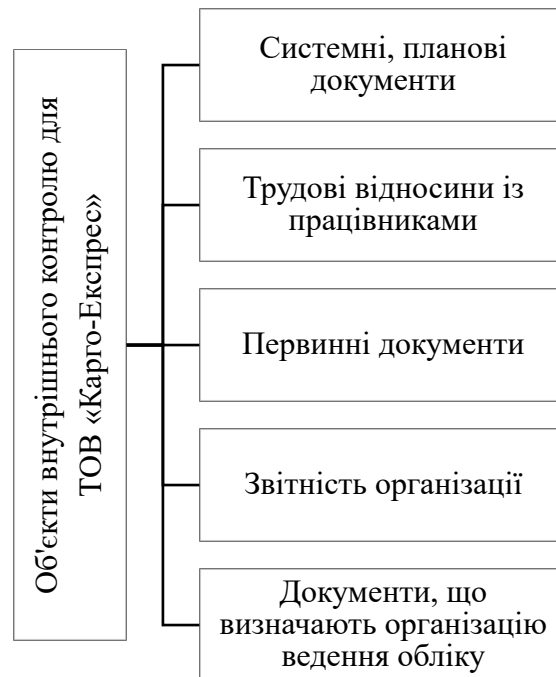 Об'єкти внутрішнього контролю для
ТОВ «Карго-Експрес»
Системні, планові
документи
Трудові відносини із
працівниками
Первинні документи
Звітність організації
Документи, що
визначають організацію
ведення обліку